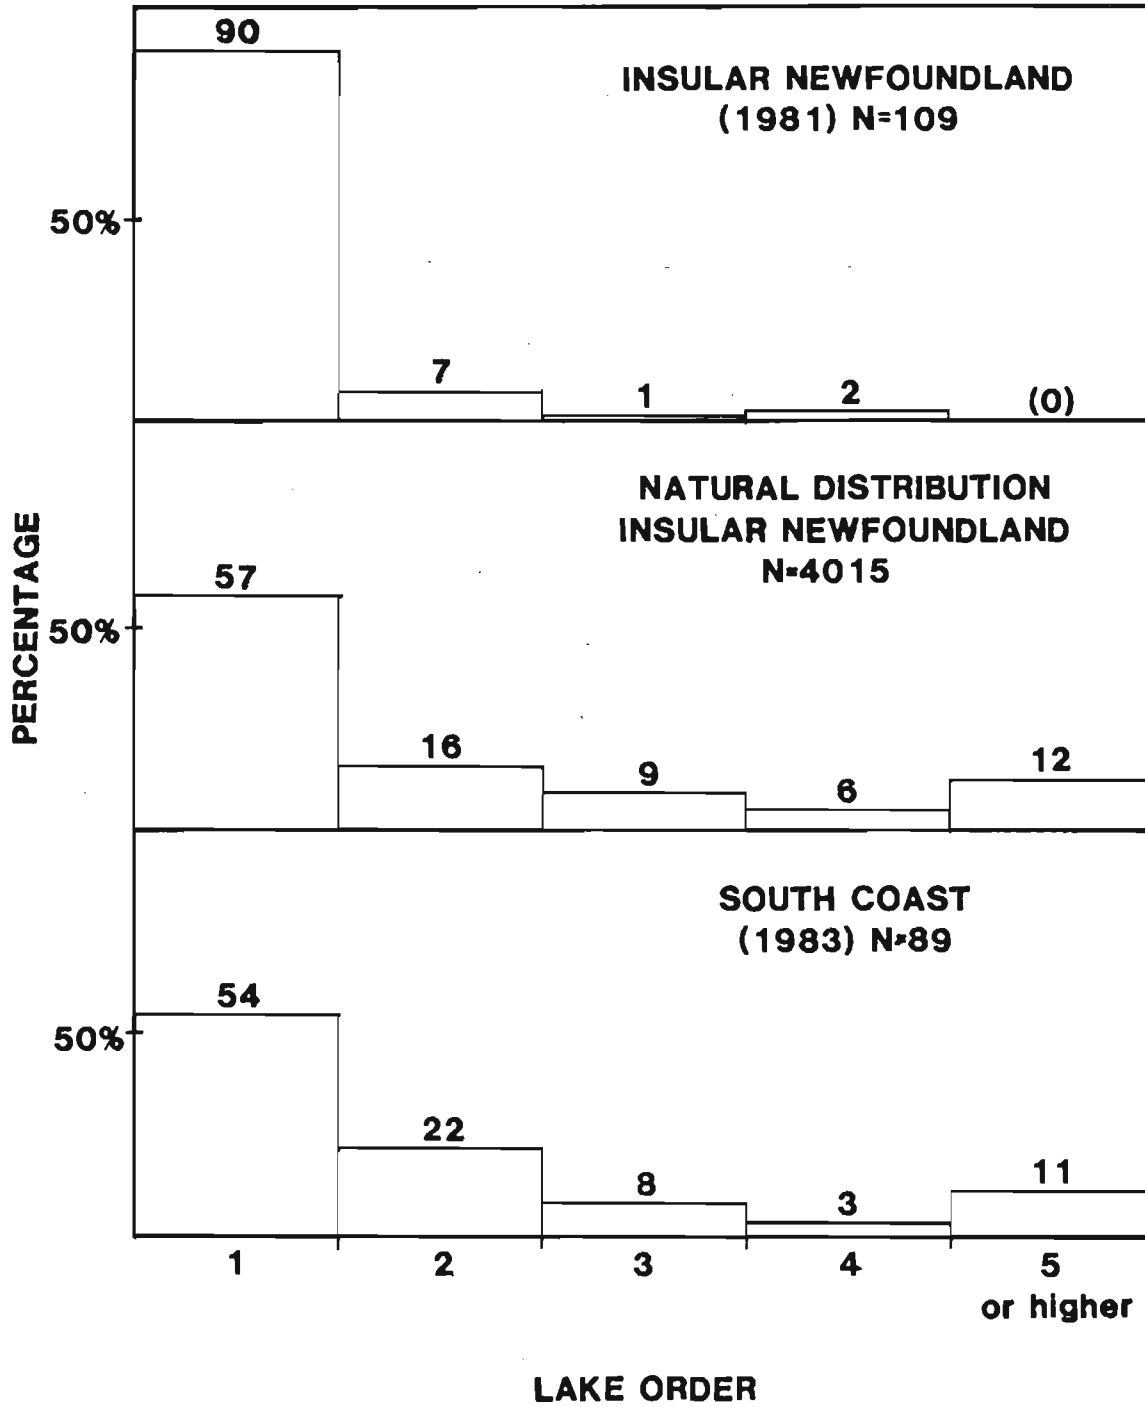 90
INSULAR NEWFOUNDLAND
(1981) N=109
50%
7
1
2
(0)
NATURAL DISTRIBUTION
INSULAR NEWFOUNDLAND
N=4015
57
50%
16
9
6
12
PERCENTAGE
SOUTH COAST
(1983) N=89
54
50%
22
8
3
11
1
2
3
4
5
or higher
LAKE ORDER